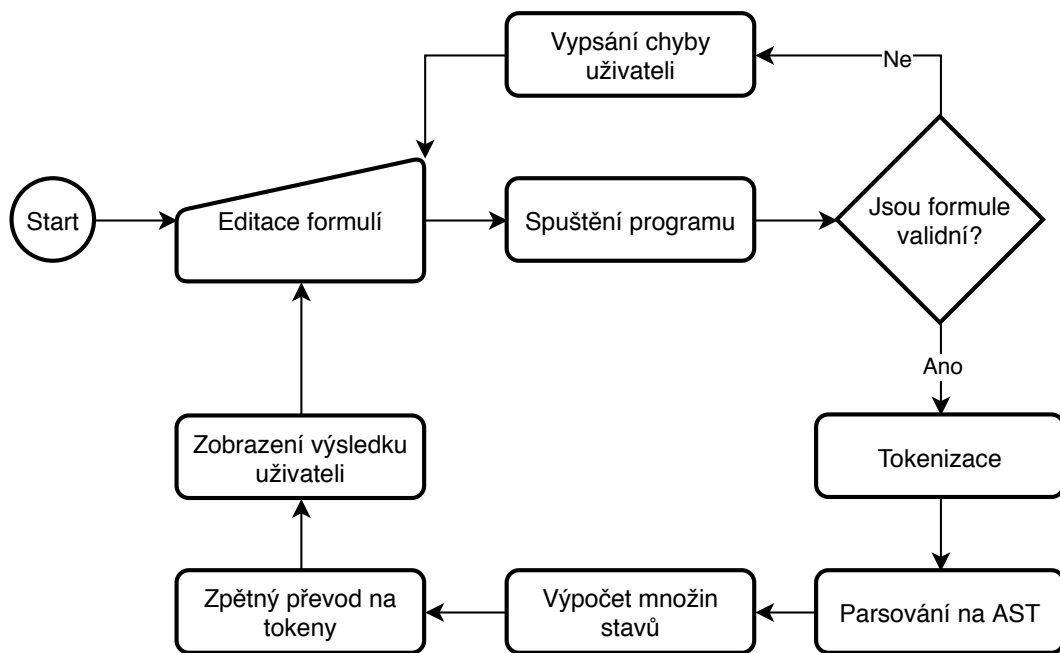 Vypsání chyby
uživateli
Ne
Start
Editace formulí
Spuštění programu
Jsou formule
validní?
Ano
Zobrazení výsledku
uživateli
Tokenizace
Zpětný převod na
tokeny
Výpočet množin
stavů
Parsování na AST